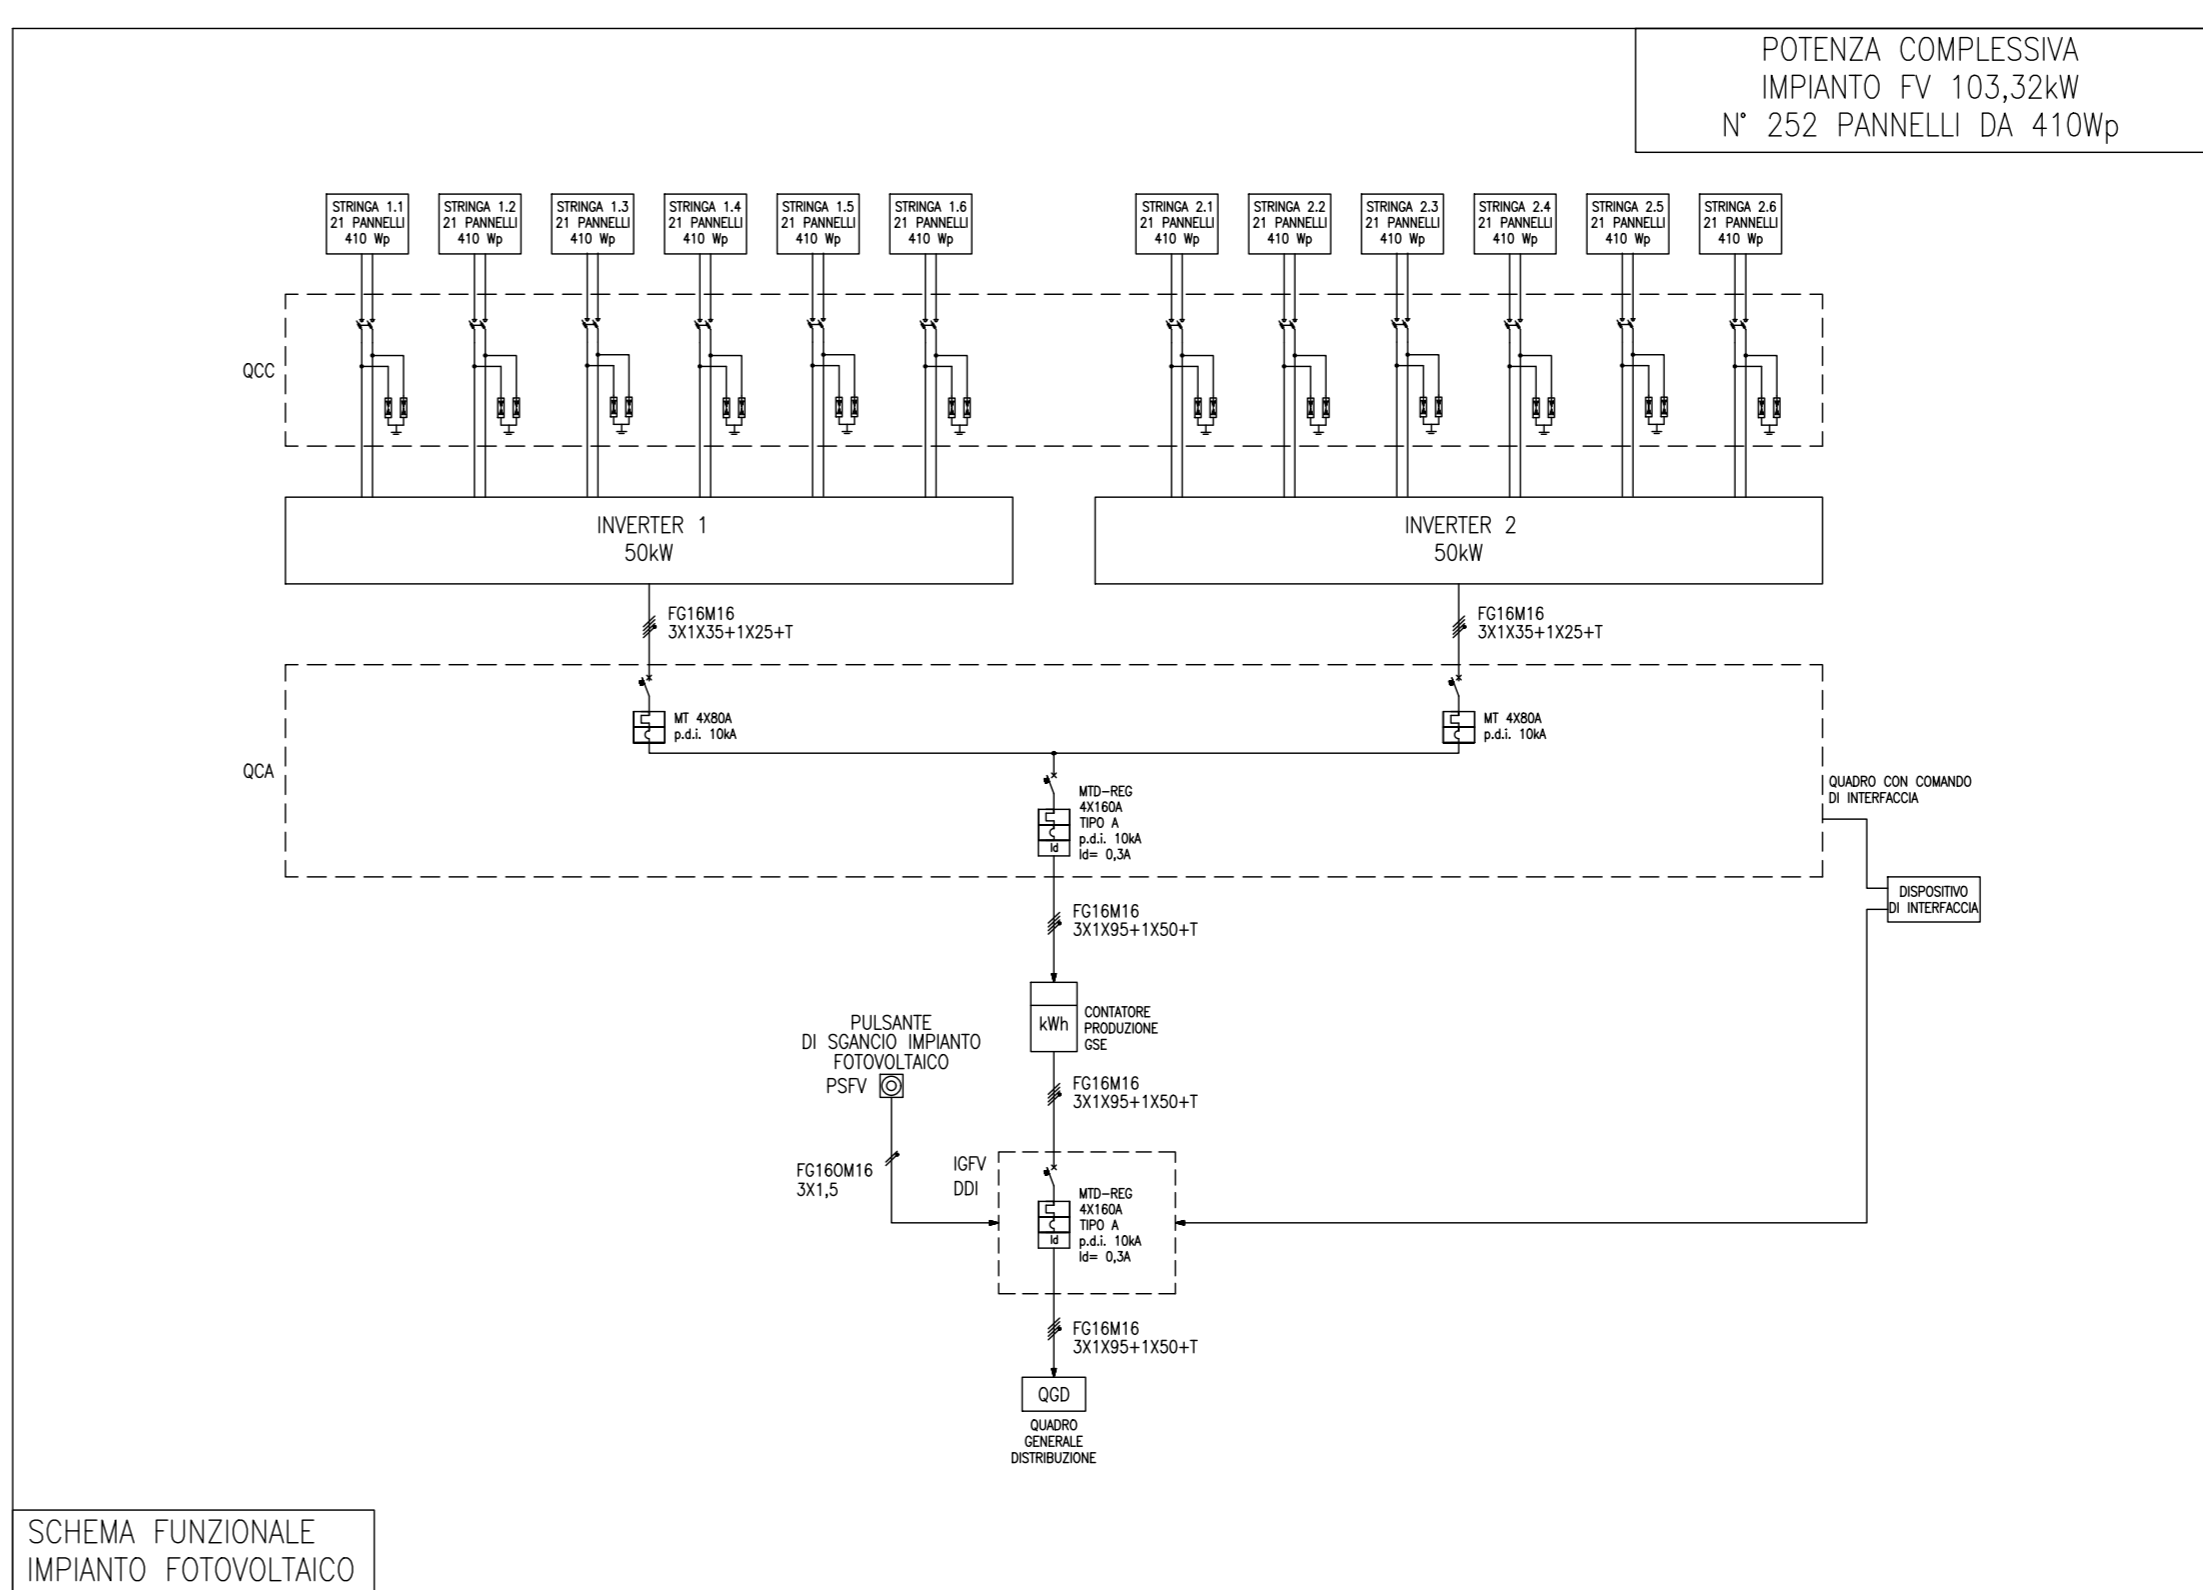 POTENZA COMPLESSIVA
IMPIANTO FV 103,32kW
N° 252 PANNELLI DA 410Wp
STRINGA 1.1
21 PANNELLI
410 Wp
STRINGA 1.2
21 PANNELLI
410 Wp
STRINGA 1.3
21 PANNELLI
410 Wp
STRINGA 1.4
21 PANNELLI
410 Wp
STRINGA 1.5
21 PANNELLI
410 Wp
STRINGA 1.6
21 PANNELLI
410 Wp
STRINGA 2.1
21 PANNELLI
410 Wp
STRINGA 2.2
21 PANNELLI
410 Wp
STRINGA 2.3
21 PANNELLI
410 Wp
STRINGA 2.4
21 PANNELLI
410 Wp
STRINGA 2.5
21 PANNELLI
410 Wp
STRINGA 2.6
21 PANNELLI
410 Wp
QCC
INVERTER 1
50kW
INVERTER 2
50kW
FG16M16
3X1X35+1X25+T
FG16M16
3X1X35+1X25+T
MT 4X80A
p.d.i. 10kA
MT 4X80A
p.d.i. 10kA
QCA
MTD-REG
4X160A
TIPO A
p.d.i. 10kA
Id= 0,3A
Id
QUADRO CON COMANDO
DI INTERFACCIA
DISPOSITIVO
DI INTERFACCIA
FG16M16
3X1X95+1X50+T
kWh
CONTATORE
PRODUZIONE
GSE
PULSANTE
DI SGANCIO IMPIANTO
FOTOVOLTAICO
PSFV
FG16M16
3X1X95+1X50+T
FG16OM16
3X1,5
IGFV
DDI
MTD-REG
4X160A
TIPO A
p.d.i. 10kA
Id= 0,3A
Id
FG16M16
3X1X95+1X50+T
QGD
QUADRO
GENERALE
DISTRIBUZIONE
SCHEMA FUNZIONALE
IMPIANTO FOTOVOLTAICO